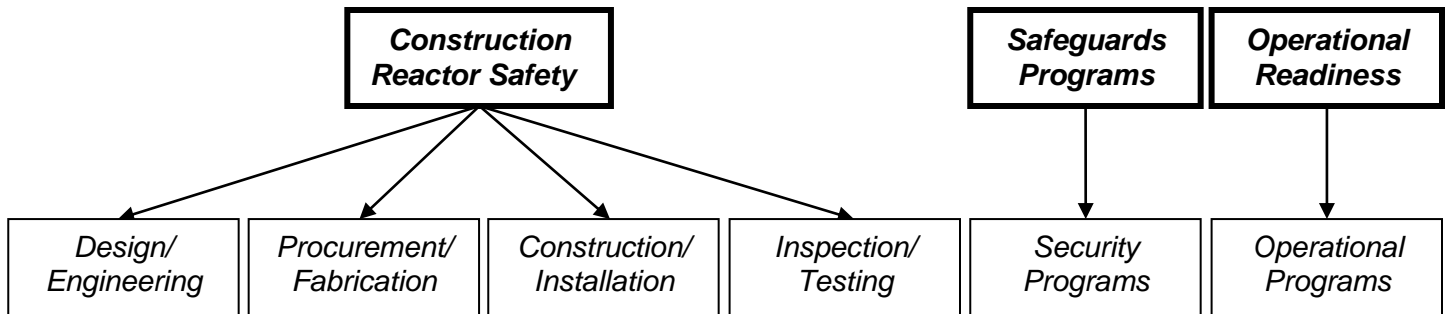 Construction
Reactor Safety
Safeguards
Programs
Operational
Readiness
Design/
Engineering
Procurement/
Fabrication
Construction/
Installation
Inspection/
Testing
Security
Programs
Operational
Programs